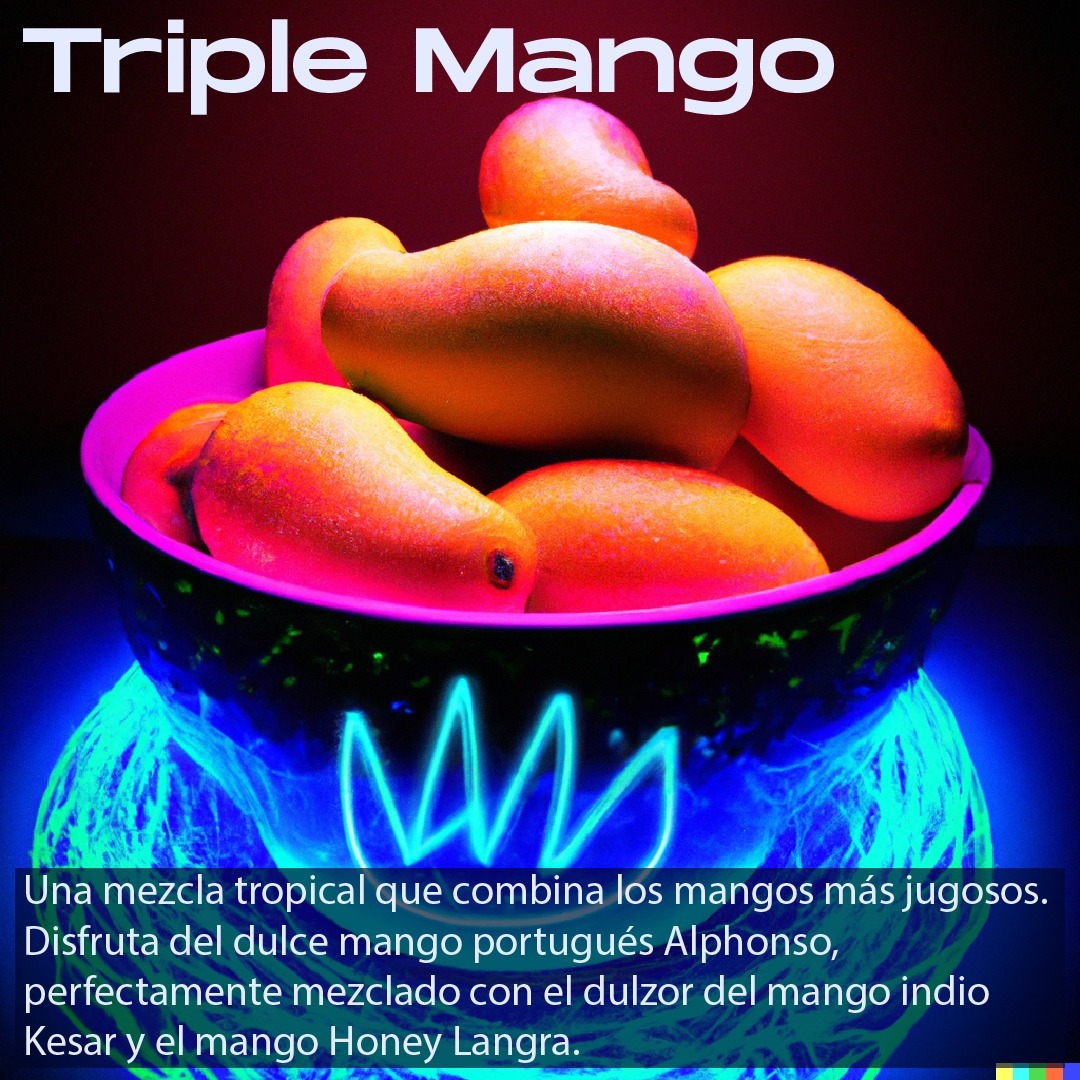 Triple Mango
Una mezcla tropical que combina los mangos más jugosos.
Disfruta del dulce mango portugués Alphonso,
perfectamente mezclado con el dulzor del mango indio
Kesar y el mango Honey Langra.